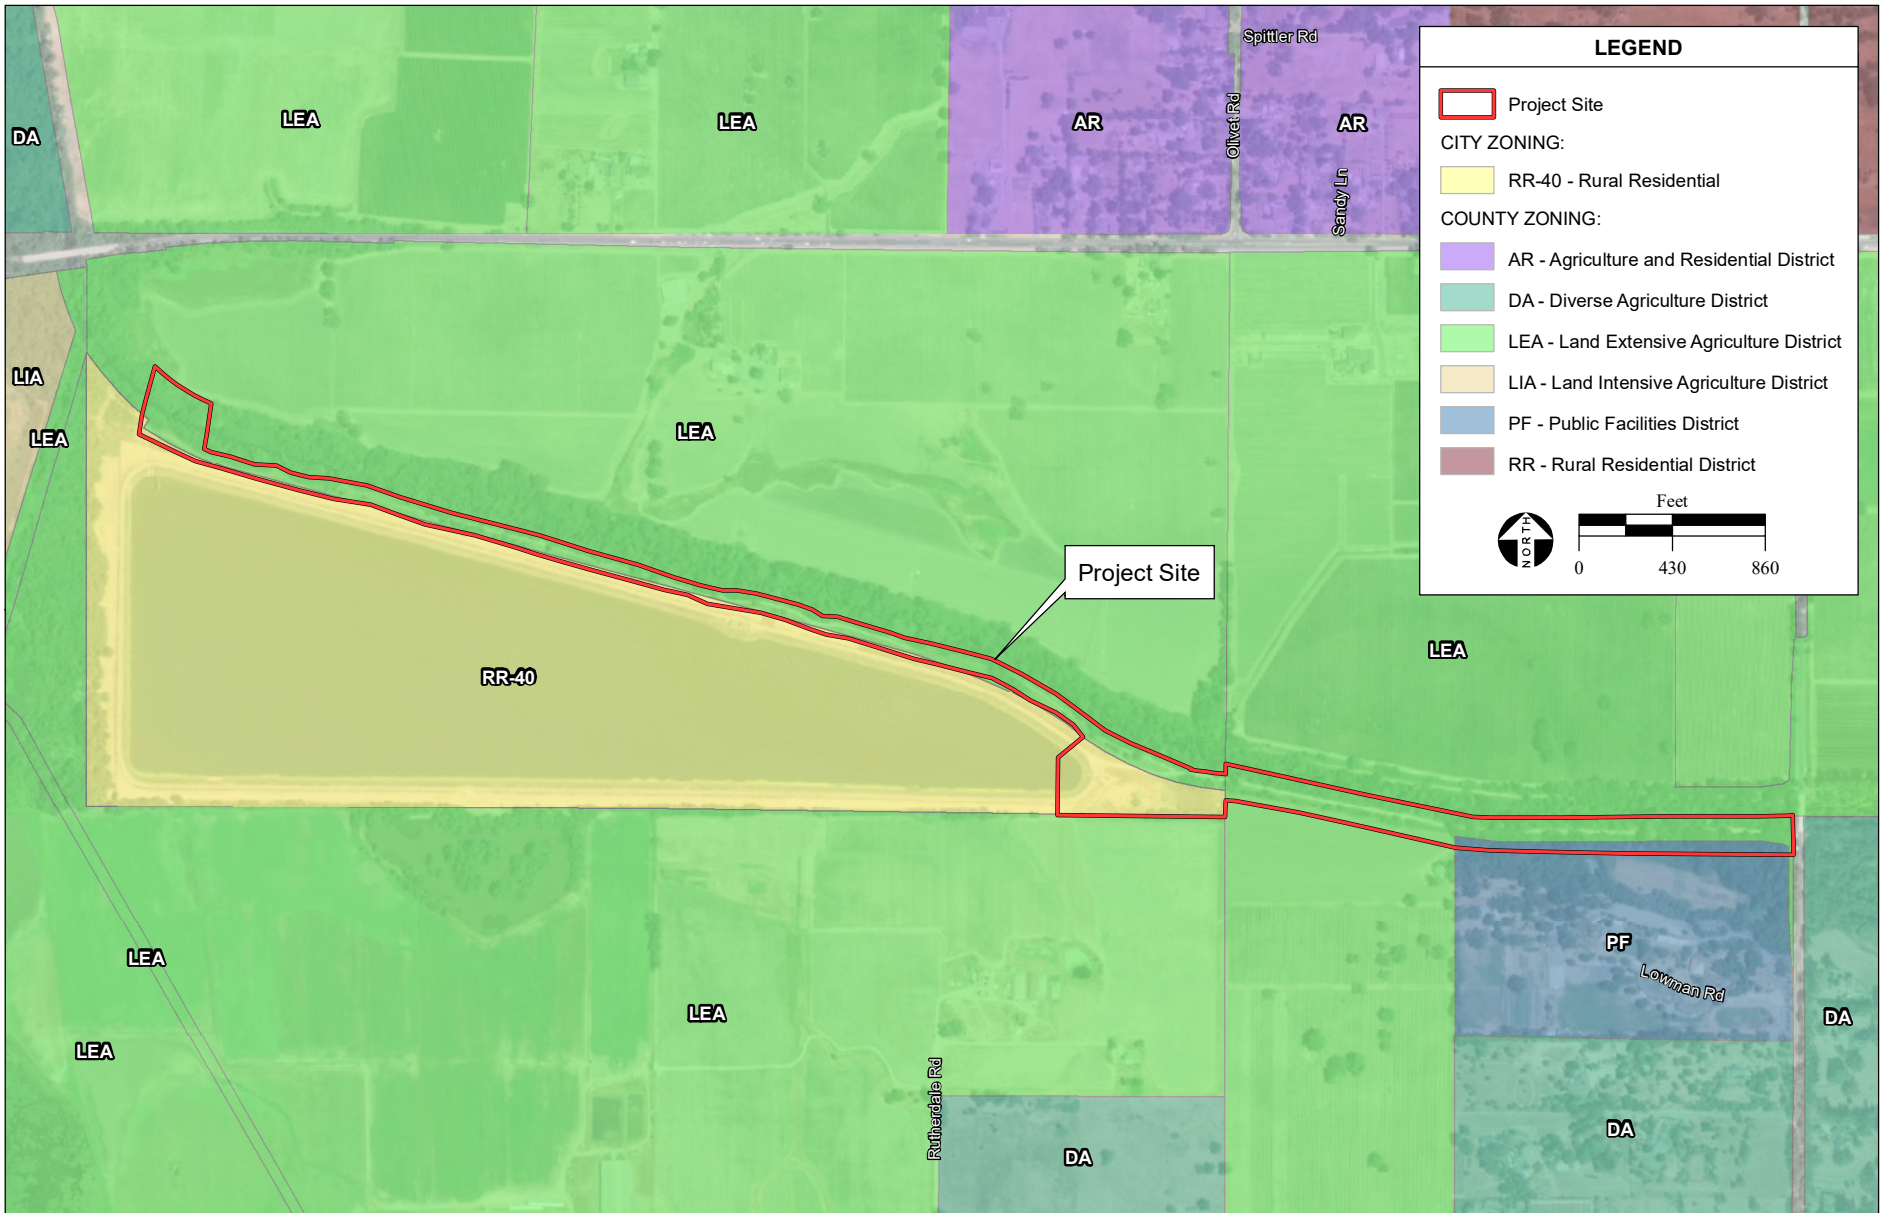 Spittler Rd
LEGEND
Project Site
CITY ZONING:
RR-40 - Rural Residential
COUNTY ZONING:
AR - Agriculture and Residential District
DA - Diverse Agriculture District
LEA - Land Extensive Agriculture District
LIA - Land Intensive Agriculture District
PF - Public Facilities District
RR - Rural Residential District
Feet
NORTH
0 430 860
DA
LEA
LEA
AR
Olivet Rd
AR
Sandy Ln
LIA
LEA
LEA
Project Site
LEA
RR-40
PF
Lowman Rd
LEA
LEA
DA
LEA
Rutherdale Rd
DA
DA